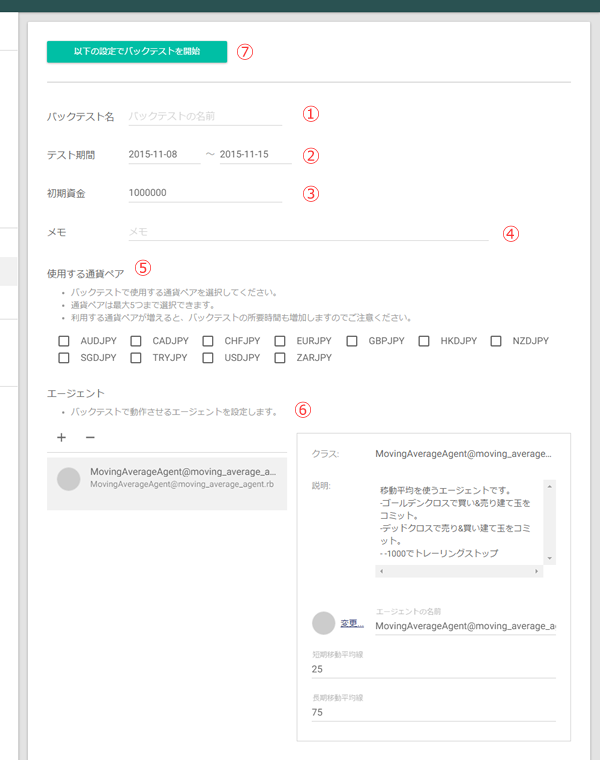 以下の設定でバックテストを開始 ⑦
バックテスト名 バックテストの名前 ①
テスト期間 2015-11-08 ～ 2015-11-15 ②
初期資金 1000000 ③
メモ メモ ④
使用する通貨ペア ⑤
• バックテストで使用する通貨ペアを選択してください。
• 通貨ペアは最大5つまで選択できます。
• 利用する通貨ペアが増えると、バックテストの所要時間も増加しますのでご注意ください。
AUDJPY CADJPY CHFJPY EURJPY GBPJPY HKDJPY NZDJPY
SGDJPY TRYJPY USDJPY ZARJPY
エージェント
• バックテストで動作させるエージェントを設定します。 ⑥
+ −
MovingAverageAgent@moving_average_a...
MovingAverageAgent@moving_average_agent.rb
クラス: MovingAverageAgent@moving_average...
説明:
移動平均を使うエージェントです。
-ゴールデンクロスで買い&売り建て玉を
コミット。
-デッドクロスで売り&買い建て玉をコミ
ット。
- -1000でトレーリングストップ
エージェントの名前
変更... MovingAverageAgent@moving_average_a
短期移動平均線
25
長期移動平均線
75